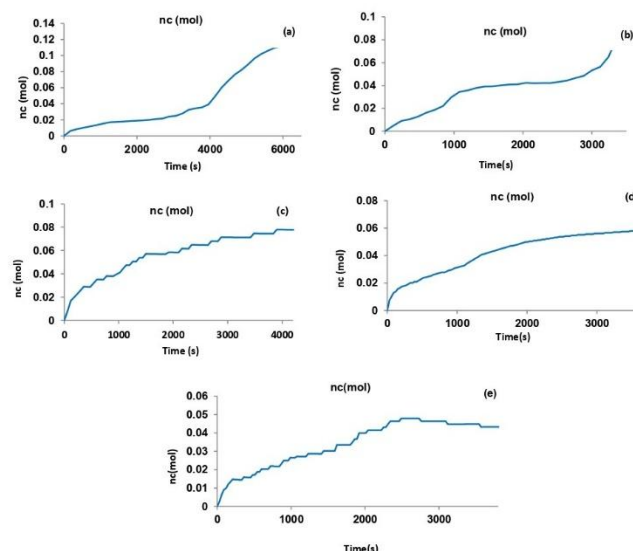 nc (mol)
(a)
0.14
0.12
0.1
0.08
0.06
0.04
0.02
0
nc (mol)
0
2000
4000
6000
Time (s)
nc (mol)
(b)
0.1
0.08
0.06
0.04
0.02
0
nc (mol)
0
1000
2000
3000
Time(s)
nc (mol)
(c)
0.1
0.08
0.06
0.04
0.02
0
nc (mol)
0
1000
2000
3000
4000
Time (s)
nc (mol)
(d
0.08
0.06
0.04
0.02
0
nc (mol)
0
1000
2000
3000
Time(s)
nc(mol)
(e)
0.06
0.05
0.04
0.03
0.02
0.01
0
nc(mol)
0
1000
2000
3000
Time(s)